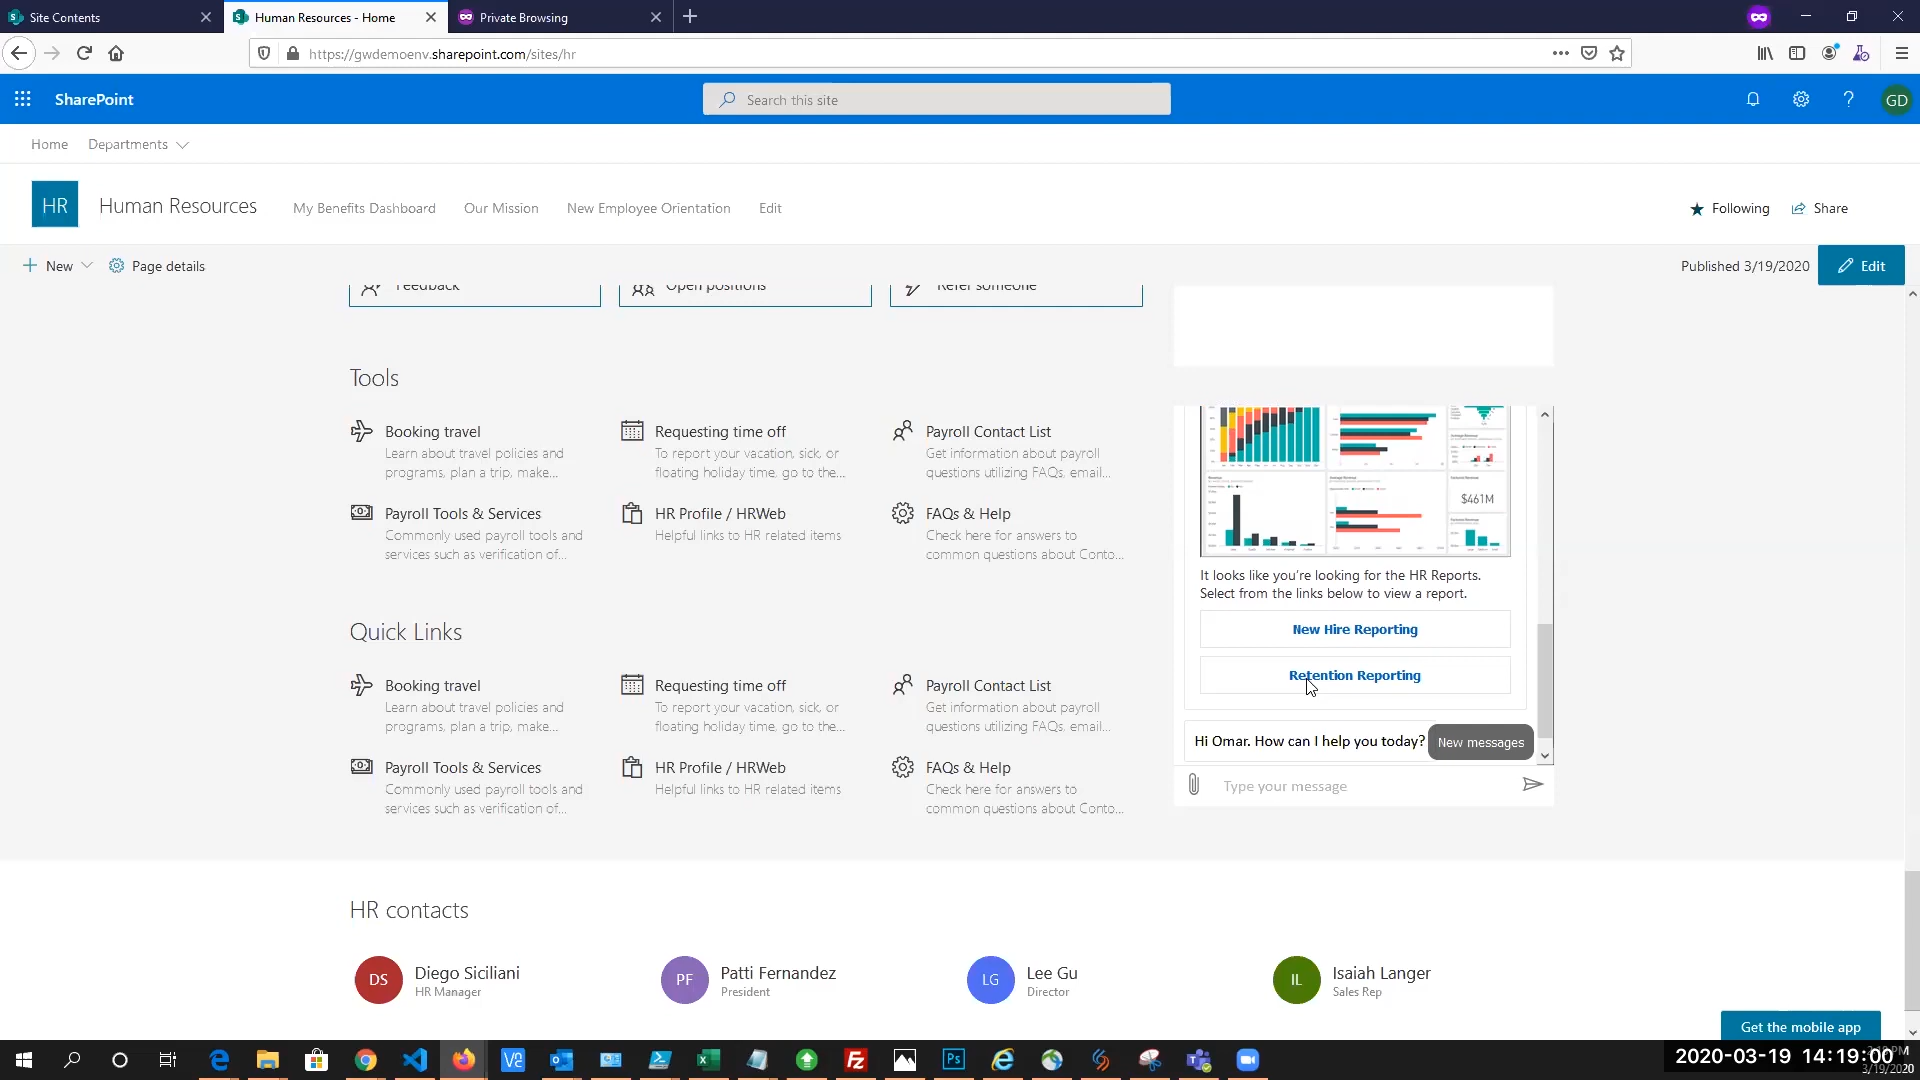 Site Contents
Human Resources - Home
Private Browsing
https://gwdemoenv.sharepoint.com/sites/hr
SharePoint
Search this site
GD
Home
Departments
HR
Human Resources
My Benefits Dashboard
Our Mission
New Employee Orientation
Edit
Following
Share
New
Page details
Published 3/19/2020
Edit
Feedback
Open positions
Refer someone
Tools
Booking travel
Learn about travel policies and
programs, plan a trip, make...
Requesting time off
To report your vacation, sick, or
floating holiday time, go to the...
Payroll Contact List
Get information about payroll
questions utilizing FAQs, email...
Payroll Tools & Services
Commonly used payroll tools and
services such as verification of...
HR Profile / HRWeb
Helpful links to HR related items
FAQs & Help
Check here for answers to
common questions about Conto...
Quick Links
Booking travel
Learn about travel policies and
programs, plan a trip, make...
Requesting time off
To report your vacation, sick, or
floating holiday time, go to the...
Payroll Contact List
Get information about payroll
questions utilizing FAQs, email...
Payroll Tools & Services
Commonly used payroll tools and
services such as verification of...
HR Profile / HRWeb
Helpful links to HR related items
FAQs & Help
Check here for answers to
common questions about Conto...
$461M
It looks like you're looking for the HR Reports.
Select from the links below to view a report.
New Hire Reporting
Retention Reporting
Hi Omar. How can I help you today?
New messages
Type your message
HR contacts
DS
Diego Siciliani
HR Manager
PF
Patti Fernandez
President
LG
Lee Gu
Director
IL
Isaiah Langer
Sales Rep
Get the mobile app
2020-03-19 14:19:00
3/19/2020